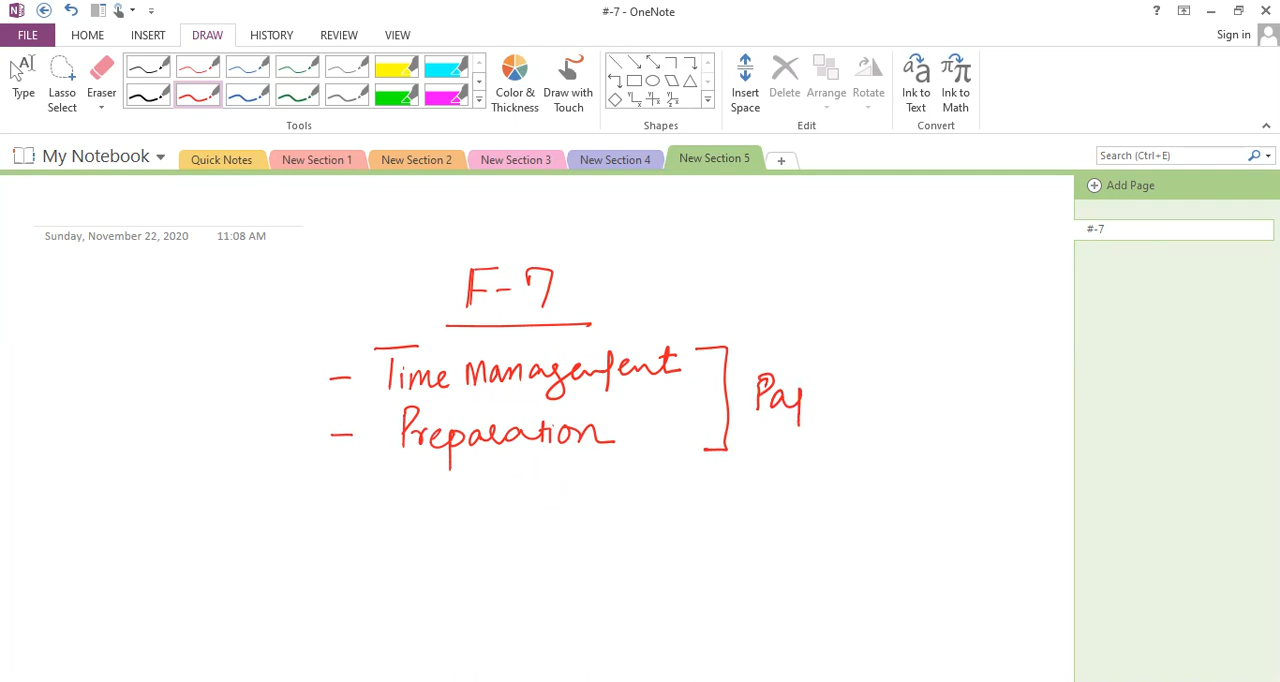 #-7 - OneNote
?
Sign in
FILE HOME INSERT DRAW HISTORY REVIEW VIEW
Type
Lasso Select
Eraser
Color & Thickness
Draw with Touch
Insert Space
Delete
Arrange
Rotate
Ink to Text
Ink to Math
Tools
Shapes
Edit
Convert
My Notebook
Quick Notes
New Section 1
New Section 2
New Section 3
New Section 4
New Section 5
Search (Ctrl+E)
Add Page
#-7
Sunday, November 22, 2020 11:08 AM
F-7
- Time Management
- Preparation
Pap